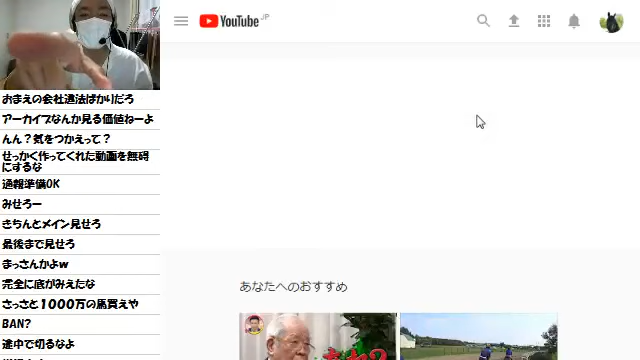 YouTube JP
おまえの会社違法ばかりだろ
アーカイブなんか見る価値ねーよ
んん？気をつかえって？
せっかく作ってくれた動画を無碍
にするな
通報準備OK
みせろー
きちんとメイン見せろ
最後まで見せろ
まっさんかよw
完全に底がみえたな
さっさと1000万の馬買えや
BAN?
途中で切るなよ
あなたへのおすすめ